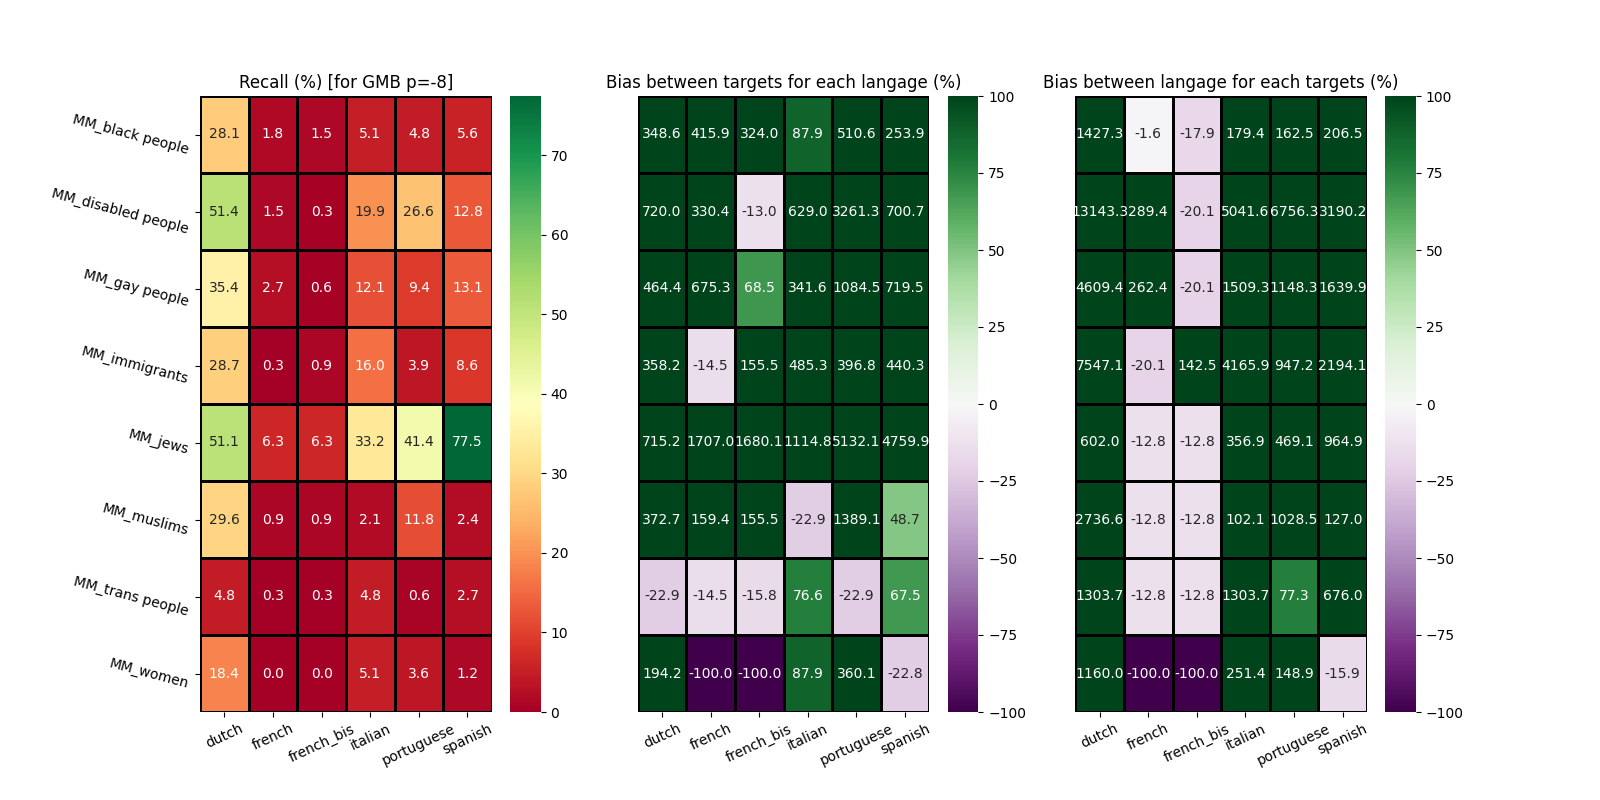 Recall (%) [for GMB p=-8]
Bias between targets for each langage (%)
Bias between langage for each targets (%)
MM_black people 28.1 1.8 1.5 5.1 4.8 5.6
348.6 415.9 324.0 87.9 510.6 253.9
1427.3 -1.6 -17.9 179.4 162.5 206.5
MM_disabled people 51.4 1.5 0.3 19.9 26.6 12.8
720.0 330.4 -13.0 629.0 3261.3 700.7
13143.3 289.4 -20.1 5041.6 6756.3 3190.2
MM_gay people 35.4 2.7 0.6 12.1 9.4 13.1
464.4 675.3 68.5 341.6 1084.5 719.5
4609.4 262.4 -20.1 1509.3 1148.3 1639.9
MM_immigrants 28.7 0.3 0.9 16.0 3.9 8.6
358.2 -14.5 155.5 485.3 396.8 440.3
7547.1 -20.1 142.5 4165.9 947.2 2194.1
MM_jews 51.1 6.3 6.3 33.2 41.4 77.5
715.2 1707.0 1680.1 1114.8 5132.1 4759.9
602.0 -12.8 -12.8 356.9 469.1 964.9
MM_muslims 29.6 0.9 0.9 2.1 11.8 2.4
372.7 159.4 155.5 -22.9 1389.1 48.7
2736.6 -12.8 -12.8 102.1 1028.5 127.0
MM_trans people 4.8 0.3 0.3 4.8 0.6 2.7
-22.9 -14.5 -15.8 76.6 -22.9 67.5
1303.7 -12.8 -12.8 1303.7 77.3 676.0
MM_women 18.4 0.0 0.0 5.1 3.6 1.2
194.2 -100.0 -100.0 87.9 360.1 -22.8
1160.0 -100.0 -100.0 251.4 148.9 -15.9
dutch french french_bis italian portuguese spanish
dutch french french_bis italian portuguese spanish
dutch french french_bis italian portuguese spanish
70
60
50
40
30
20
10
0
100
75
50
25
0
−25
−50
−75
−100
100
75
50
25
0
−25
−50
−75
−100